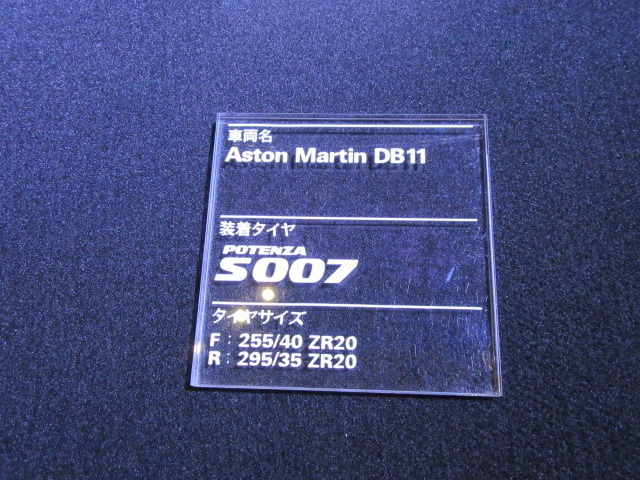 車両名
Aston Martin DB11
装着タイヤ
POTENZA
S007
タイヤサイズ
F : 255/40 ZR20
R : 295/35 ZR20